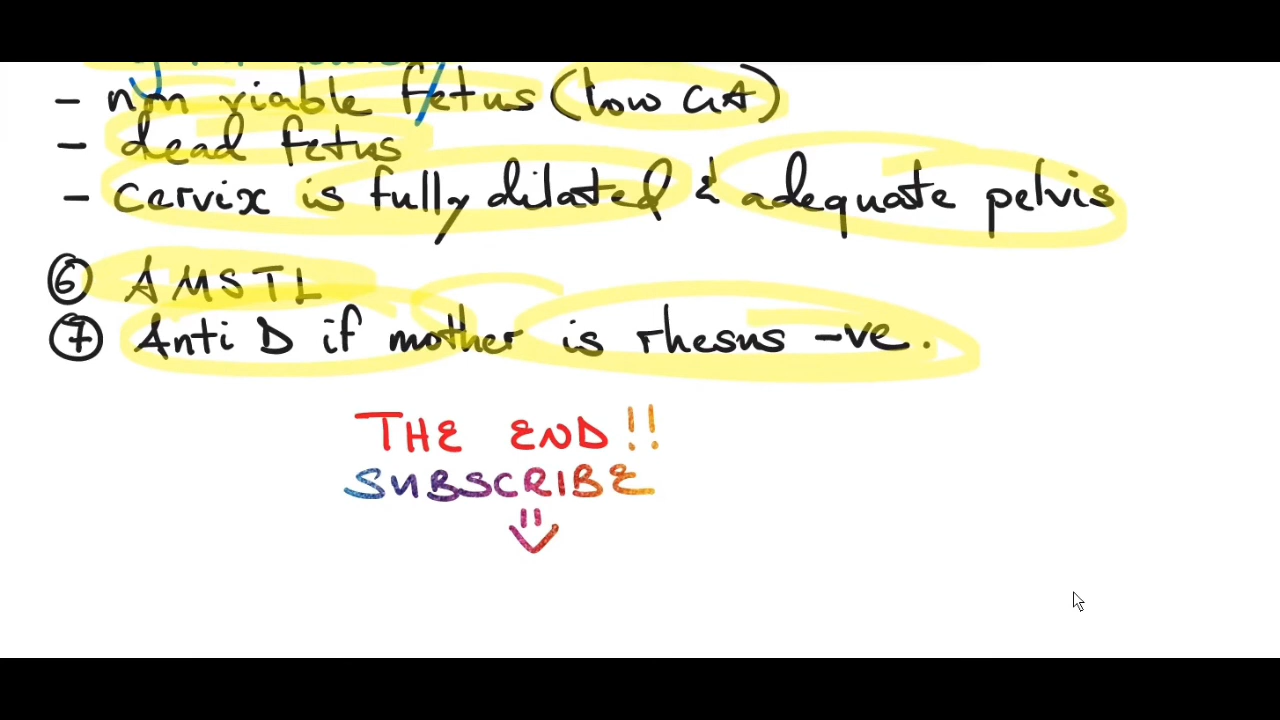 - non viable fetus (low GA)
- dead fetus
- cervix is fully dilated & adequate pelvis
⑥ AMSTL
⑦ Anti D if mother is rhesus -ve.
THE END!!
SUBSCRIBE